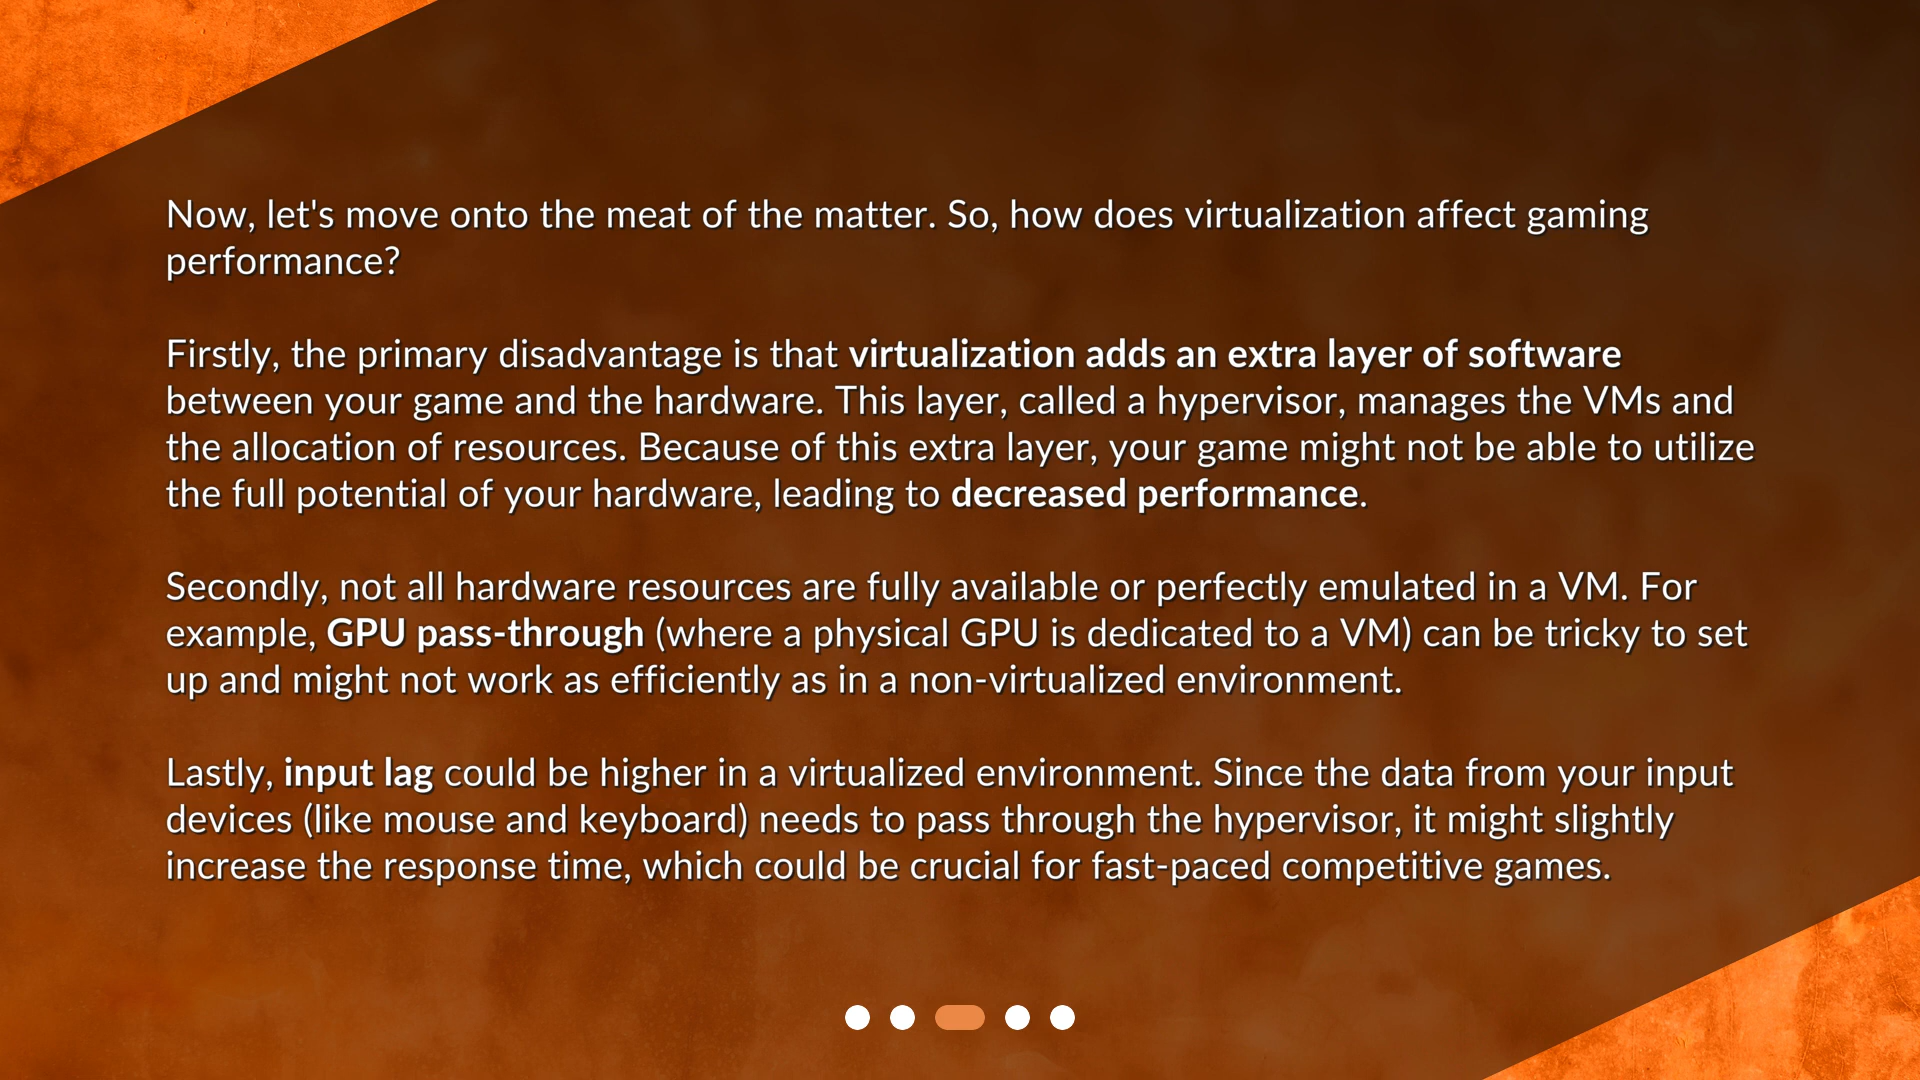 Now, let's move onto the meat of the matter. So, how does virtualization affect gaming
performance?
Firstly, the primary disadvantage is that virtualization adds an extra layer of software
between your game and the hardware. This layer, called a hypervisor, manages the VMs and
the allocation of resources. Because of this extra layer, your game might not be able to utilize
the full potential of your hardware, leading to decreased performance.
Secondly, not all hardware resources are fully available or perfectly emulated in a VM. For
example, GPU pass-through (where a physical GPU is dedicated to a VM) can be tricky to set
up and might not work as efficiently as in a non-virtualized environment.
Lastly, input lag could be higher in a virtualized environment. Since the data from your input
devices (like mouse and keyboard) needs to pass through the hypervisor, it might slightly
increase the response time, which could be crucial for fast-paced competitive games.